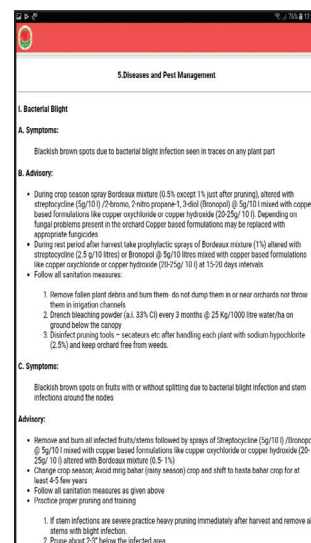 76% 12:
5.Diseases and Pest Management
I. Bacterial Blight
A. Symptoms:
Blackish brown spots due to bacterial blight infection seen in traces on any plant part
B. Advisory:
During crop season spray Bordeaux mixture (0.5% except 1% just after pruning), altered with
streptocycline (5g/10 l) /2-bromo, 2-nitro propane-1, 3-diol (Bronopol) @ 5g/10 l mixed with coppe
based formulations like copper oxychloride or copper hydroxide (20-25g/ 10 l). Depending on
fungal problems present in the orchard Copper based formulations may be replaced with
appropriate fungicides
During rest period after harvest take prophylactic sprays of Bordeaux mixture (1%) altered with
streptocycline (2.5 g/10 litres) or Bronopol @ 5g/10 litres mixed with copper based formulations
like copper oxychloride or copper hydroxide (20-25g/ 10 l) at 15-20 days intervals
Follow all sanitation measures:
1. Remove fallen plant debris and burn them- do not dump them in or near orchards nor throw
them in irrigation channels
2. Drench bleaching powder (a.i. 33% Cl) every 3 months @ 25 Kg/1000 litre water/ha on
ground below the canopy
3. Disinfect pruning tools – secateurs etc after handling each plant with sodium hypochlorite
(2.5%) and keep orchard free from weeds.
C. Symptoms:
Blackish brown spots on fruits with or without splitting due to bacterial blight infection and stem
infections around the nodes
Advisory:
Remove and burn all infected fruits/stems followed by sprays of Streptocycline (5g/10 l) /Bronopo
@ 5g/10 l mixed with copper based formulations like copper oxychloride or copper hydroxide (20-
25g/ 10 l) altered with Bordeaux mixture (0.5- 1%)
Change crop season; Avoid mrig bahar (rainy season) crop and shift to hasta bahar crop for at
least 4-5 few years
Follow all sanitation measures as given above
Practice proper pruning and training
1. If stem infections are severe practice heavy pruning immediately after harvest and remove al
stems with blight infection.
2. Prune about 2-3" below the infected area